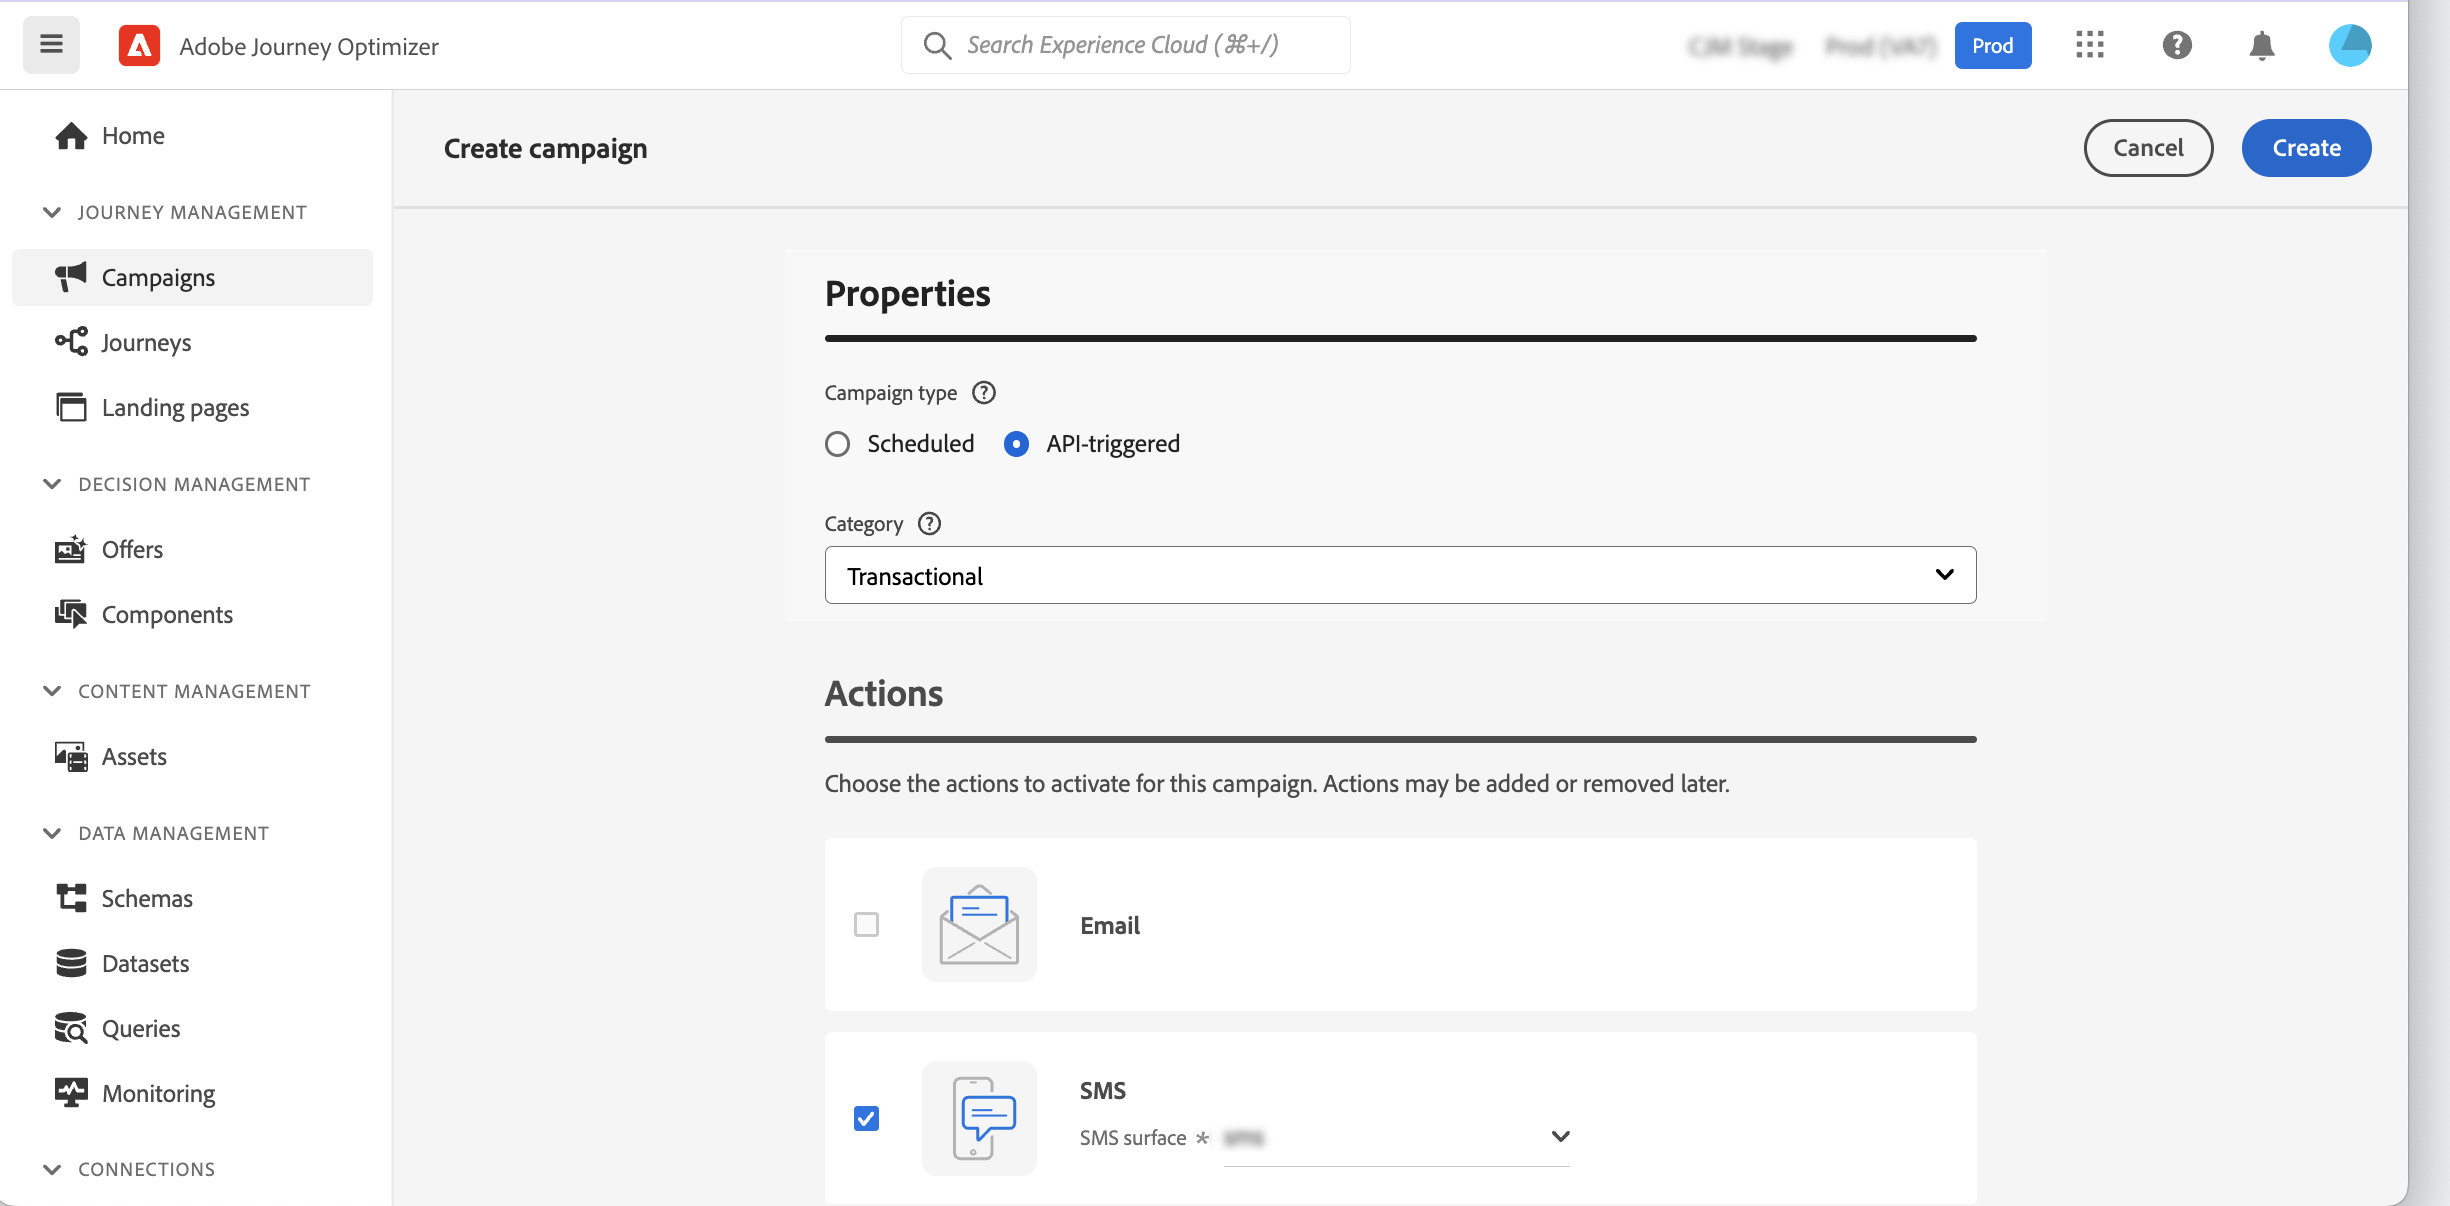 Adobe Journey Optimizer
Search Experience Cloud (⌘+/)
Prod
Home
JOURNEY MANAGEMENT
Campaigns
Journeys
Landing pages
DECISION MANAGEMENT
Offers
Components
CONTENT MANAGEMENT
Assets
DATA MANAGEMENT
Schemas
Datasets
Queries
Monitoring
CONNECTIONS
Create campaign
Cancel
Create
Properties
Campaign type
Scheduled
API-triggered
Category
Transactional
Actions
Choose the actions to activate for this campaign. Actions may be added or removed later.
Email
SMS
SMS surface *